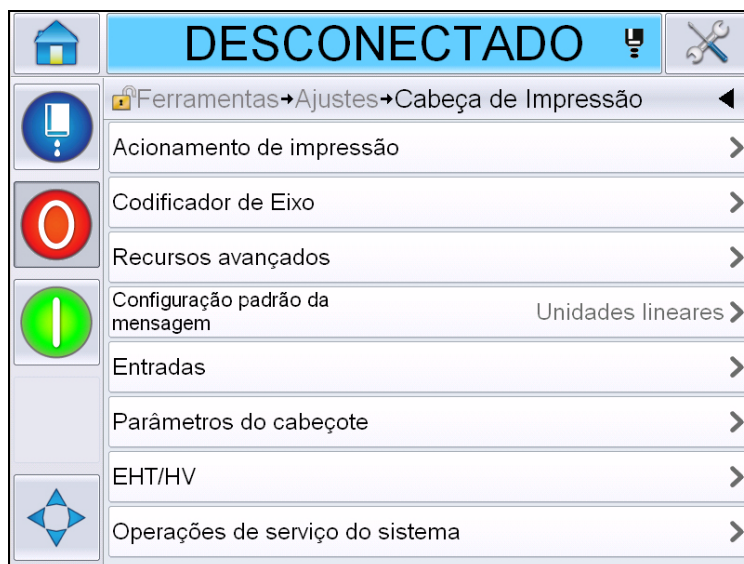 DESCONECTADO
Ferramentas→Ajustes→Cabeça de Impressão
Acionamento de impressão
Codificador de Eixo
Recursos avançados
Configuração padrão da
mensagem
Unidades lineares
Entradas
Parâmetros do cabeçote
EHT/HV
Operações de serviço do sistema